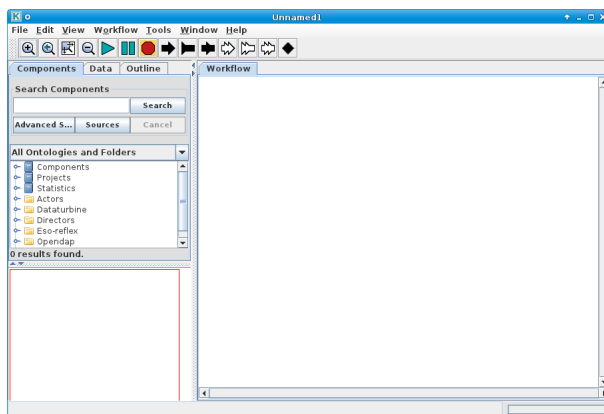 K Unnamed1
File Edit View Workflow Tools Window Help
Components Data Outline
Workflow
Search Components
Search
Advanced S... Sources Cancel
All Ontologies and Folders
Components
Projects
Statistics
Actors
Dataturbine
Directors
Eso-reflex
Opendap
0 results found.